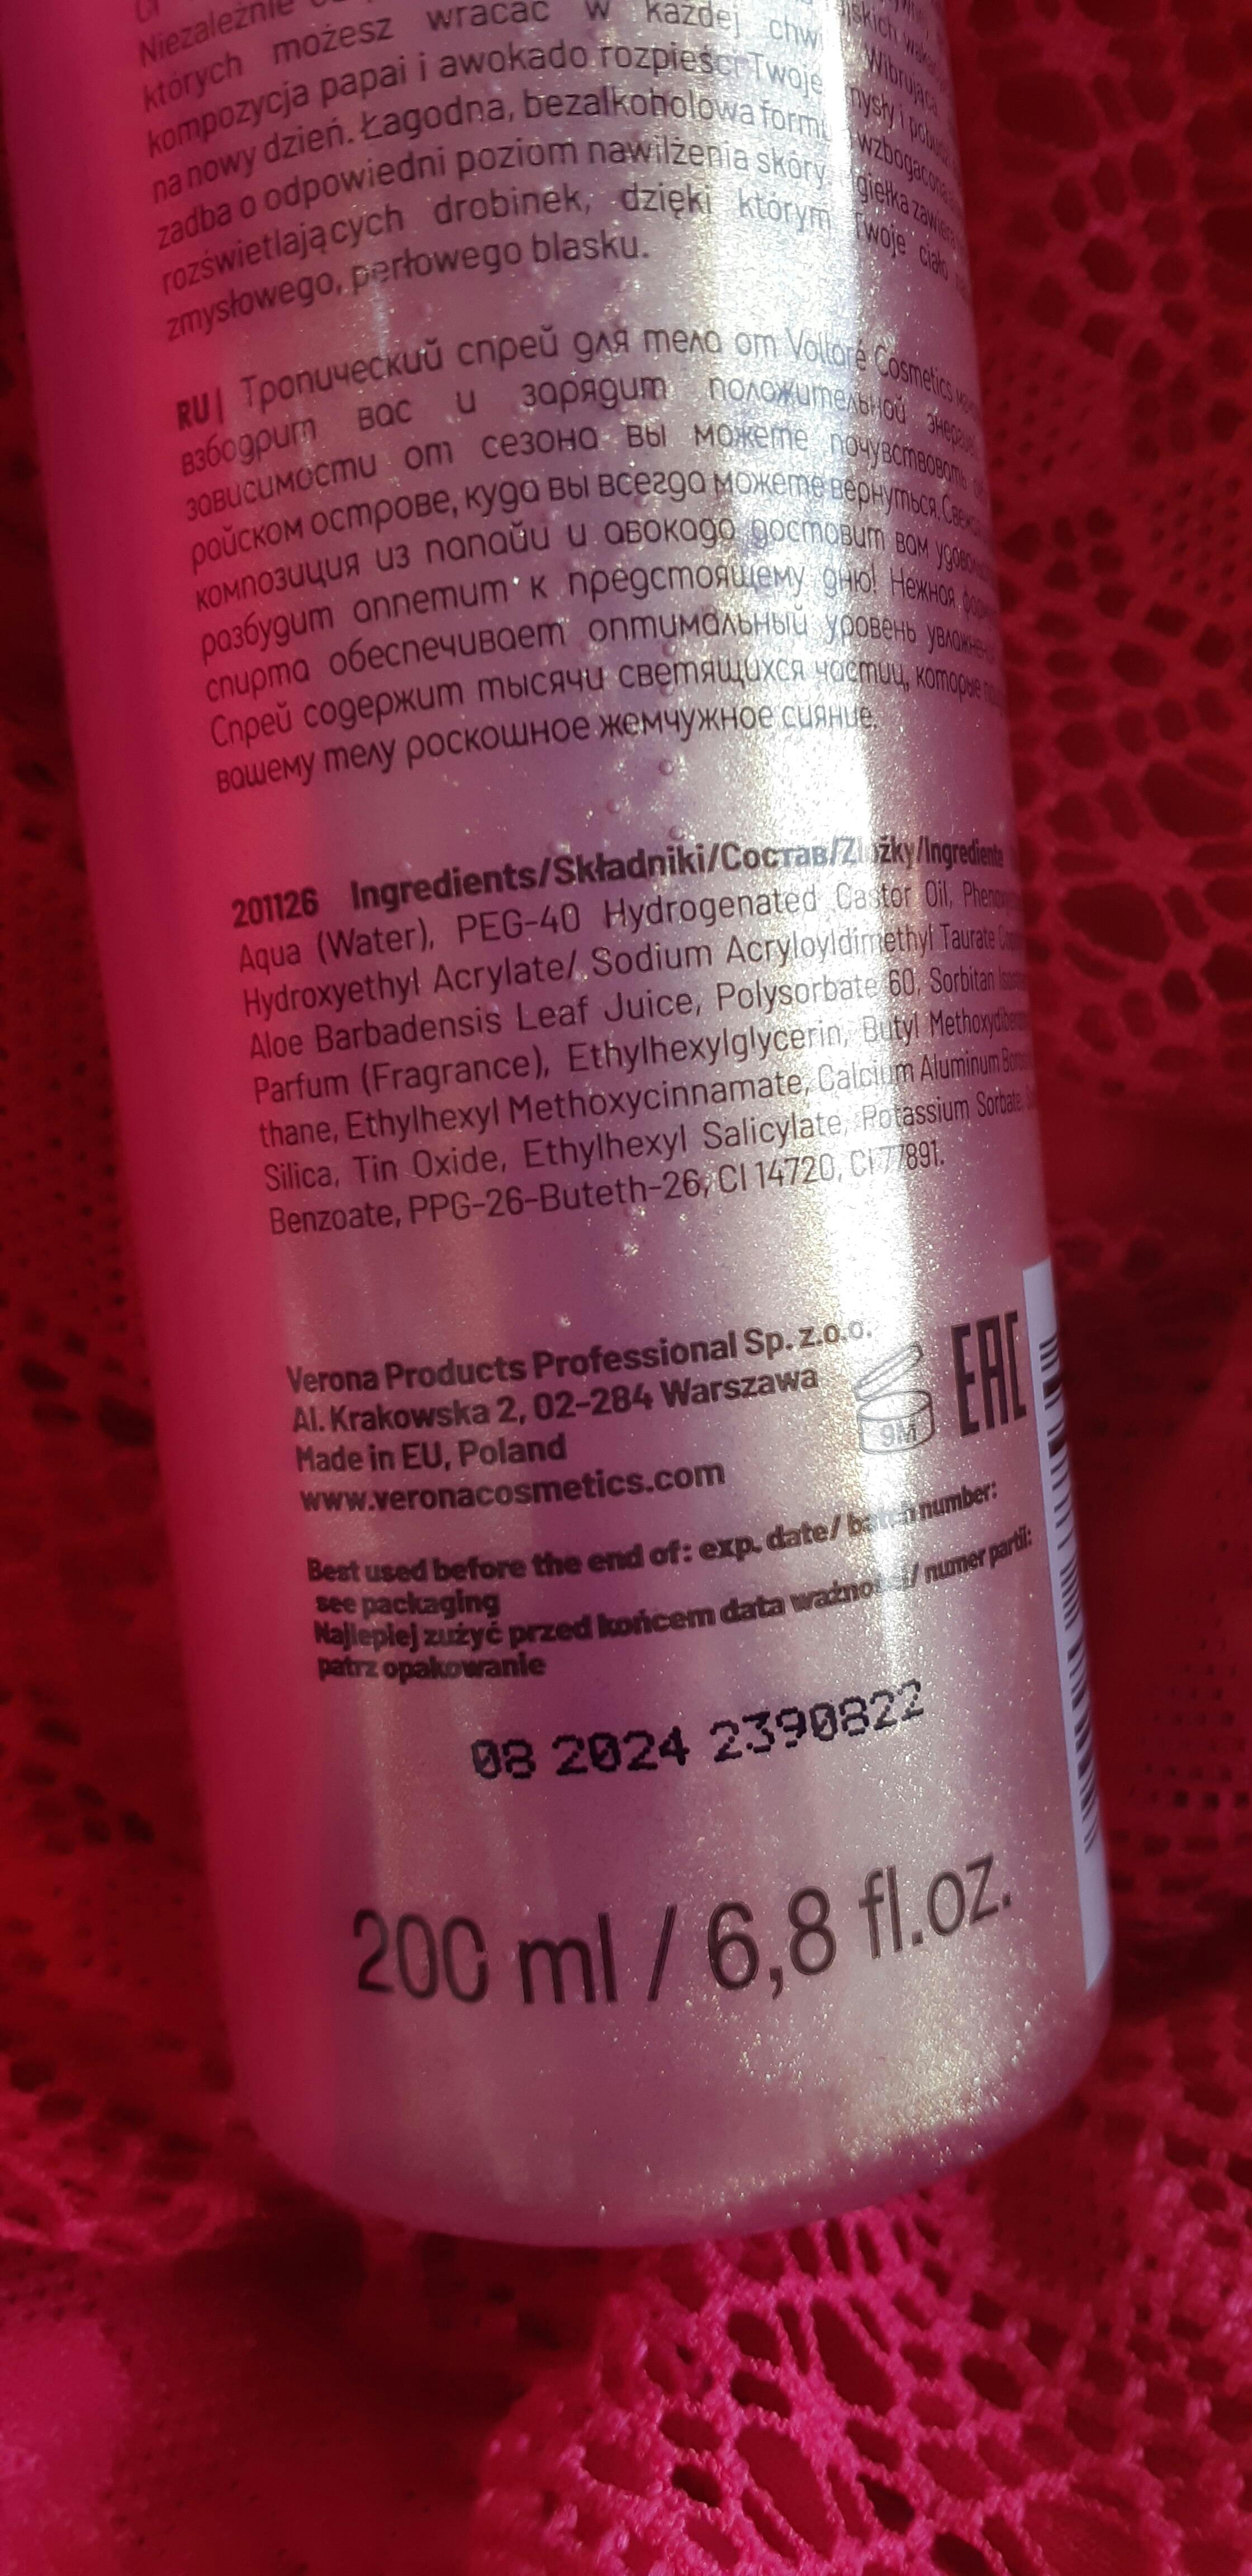 Niezależnie
których możesz wracać w każdej
kompozycja papai i awokado rozpieści Twoje
na nowy dzień. Łagodna, bezalkoholowa
zadba o odpowiedni poziom nawilżenia skóry.
rozświetlających drobinek, dzięki którym Twoje ciało
zmysłowego, perłowego blasku.
RU| Тропический спрей для тела от Vollaré Cosmetics
взбодрит вас и зарядит положительной
зависимости от сезона вы можете почувствовать
райском острове, куда вы всегда можете вернуться.
композиция из папайи и авокадо доставит вам
разбудит аппетит к предстоящему дню! Нежная
спирта обеспечивает оптимальный уровень
Спрей содержит тысячи светящихся частиц, которые
вашему телу роскошное жемчужное сияние.
201126 Ingredients/Składniki/Состав/Zložky/Ingrediente
Aqua (Water), PEG-40 Hydrogenated Castor Oil,
Hydroxyethyl Acrylate/ Sodium Acryloyldimethyl Taurate
Aloe Barbadensis Leaf Juice, Polysorbate 60, Sorbitan
Parfum (Fragrance), Ethylhexylglycerin, Butyl
thane, Ethylhexyl Methoxycinnamate, Calcium Aluminum
Silica, Tin Oxide, Ethylhexyl Salicylate, Potassium Sorbate,
Benzoate, PPG-26-Buteth-26, CI 14720, CI 77891.
Verona Products Professional Sp. z.o.o.
Al. Krakowska 2, 02-284 Warszawa
Made in EU, Poland
www.veronacosmetics.com
9M
EAC
Best used before the end of: exp. date/ batch number:
see packaging
Najlepiej zużyć przed końcem data ważności/ numer partii:
patrz opakowanie
08 2024 2390822
200 ml / 6,8 fl.oz.